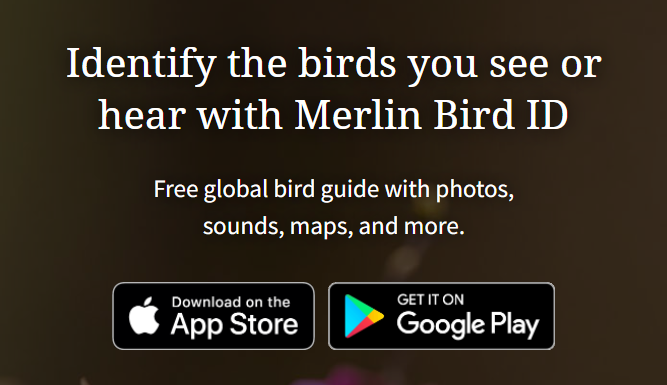 Identify the birds you see or
hear with Merlin Bird ID
Free global bird guide with photos,
sounds, maps, and more.
Download on the
App Store
GET IT ON
Google Play